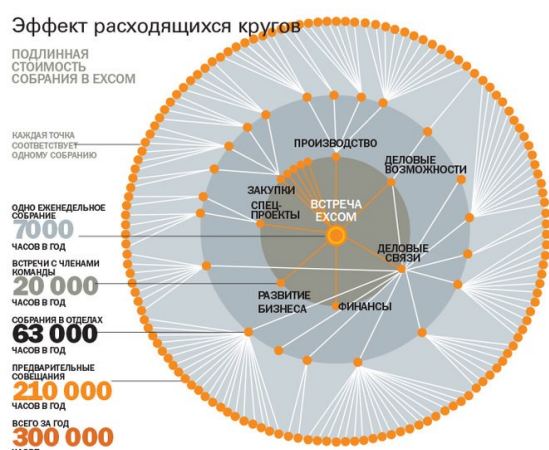 Эффект расходящихся кругов
ПОДЛИННАЯ
СТОИМОСТЬ
СОБРАНИЯ В EXCOM
КАЖДАЯ ТОЧКА
СООТВЕТСТВУЕТ
ОДНОМУ СОБРАНИЮ
ПРОИЗВОДСТВО
ДЕЛОВЫЕ
ВОЗМОЖНОСТИ
ЗАКУПКИ
СПЕЦ-
ПРОЕКТЫ
ВСТРЕЧА
EXCOM
ДЕЛОВЫЕ
СВЯЗИ
РАЗВИТИЕ
БИЗНЕСА
ФИНАНСЫ
ОДНО ЕЖЕНЕДЕЛЬНОЕ
СОБРАНИЕ
7000
ЧАСОВ В ГОД
ВСТРЕЧИ С ЧЛЕНАМИ
КОМАНДЫ
20 000
ЧАСОВ В ГОД
СОБРАНИЯ В ОТДЕЛАХ
63 000
ЧАСОВ В ГОД
ПРЕДВАРИТЕЛЬНЫЕ
СОВЕЩАНИЯ
210 000
ЧАСОВ В ГОД
ВСЕГО ЗА ГОД
300 000